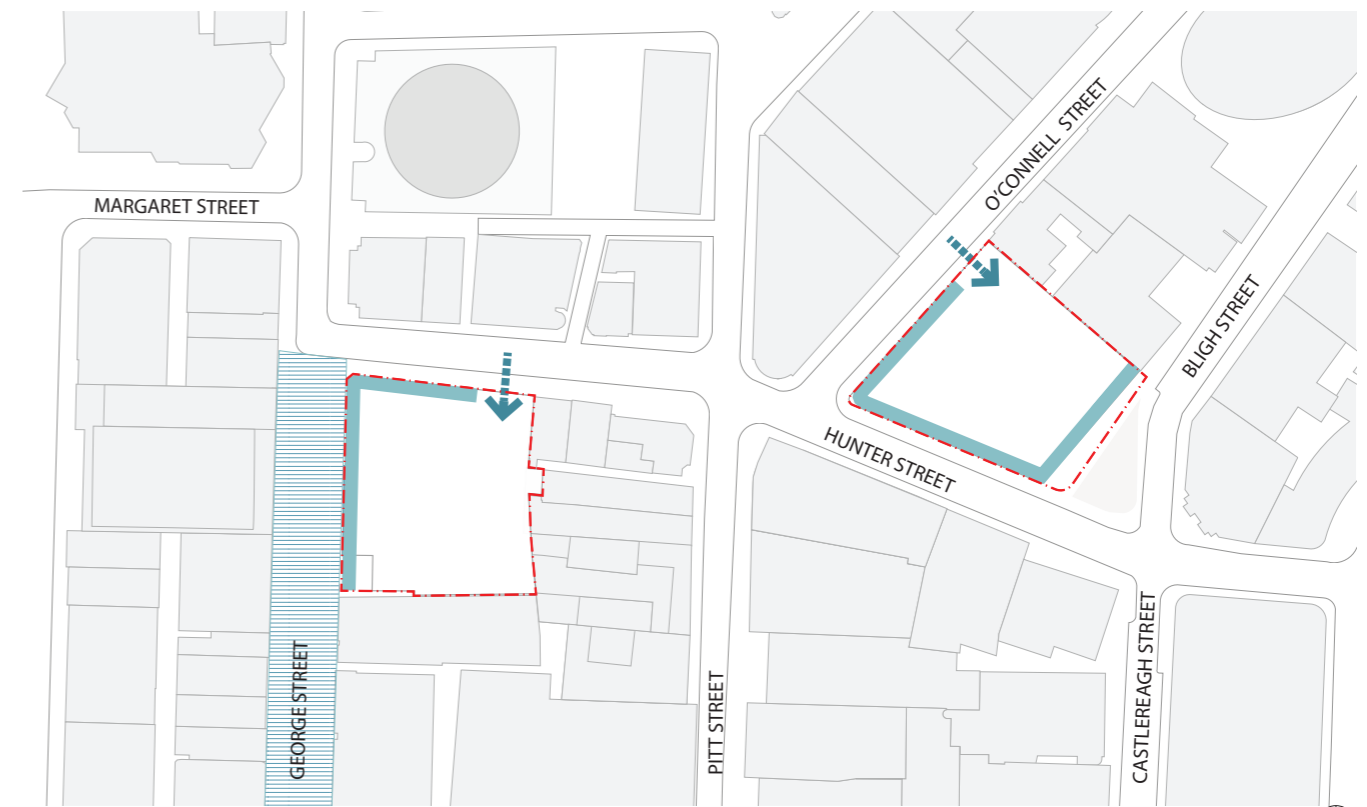 O'CONNELL STREET
MARGARET STREET
BLIGH STREET
HUNTER STREET
GEORGE STREET
PITT STREET
CASTLEREAGH STREET